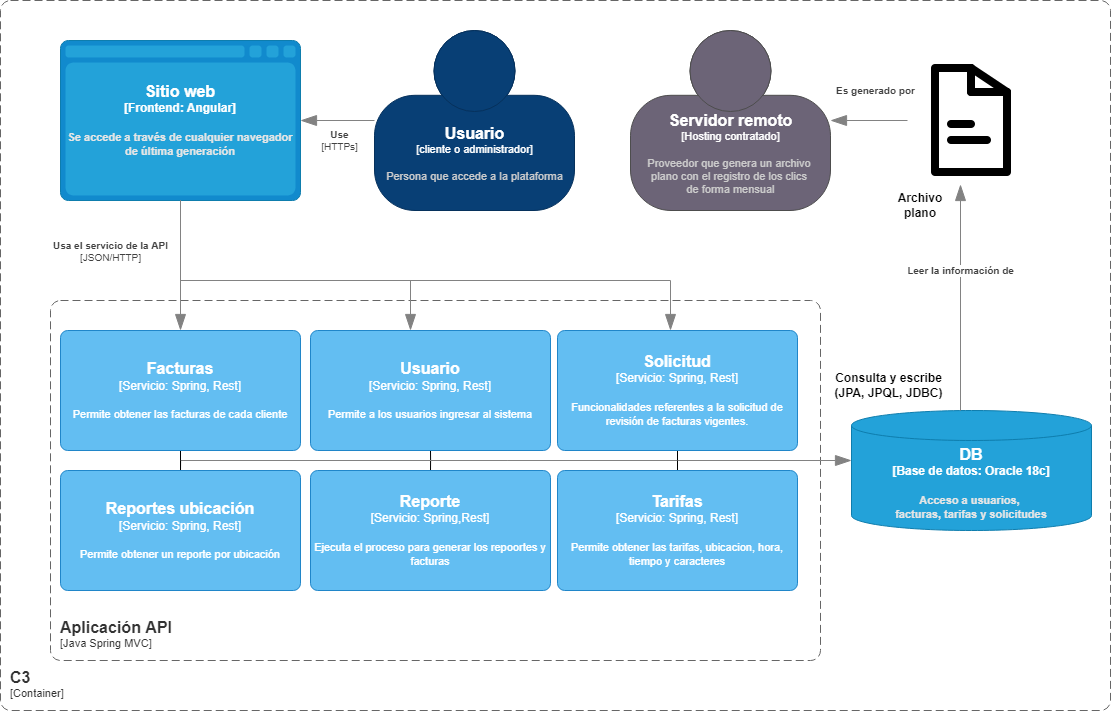 Sitio web
[Frontend: Angular]
Se accede a través de cualquier navegador
de última generación
Use
[HTTPs]
Usuario
[cliente o administrador]
Persona que accede a la plataforma
Servidor remoto
[Hosting contratado]
Proveedor que genera un archivo
plano con el registro de los clics
de forma mensual
Es generado por
Archivo
plano
Usa el servicio de la API
[JSON/HTTP]
Leer la información de
Facturas
[Servicio: Spring, Rest]
Permite obtener las facturas de cada cliente
Usuario
[Servicio: Spring, Rest]
Permite a los usuarios ingresar al sistema
Solicitud
[Servicio: Spring, Rest]
Funcionalidades referentes a la solicitud de
revisión de facturas vigentes.
Consulta y escribe
(JPA, JPQL, JDBC)
DB
[Base de datos: Oracle 18c]
Acceso a usuarios,
facturas, tarifas y solicitudes
Reportes ubicación
[Servicio: Spring, Rest]
Permite obtener un reporte por ubicación
Reporte
[Servicio: Spring,Rest]
Ejecuta el proceso para generar los repoortes y
facturas
Tarifas
[Servicio: Spring, Rest]
Permite obtener las tarifas, ubicacion, hora,
tiempo y caracteres
Aplicación API
[Java Spring MVC]
C3
[Container]